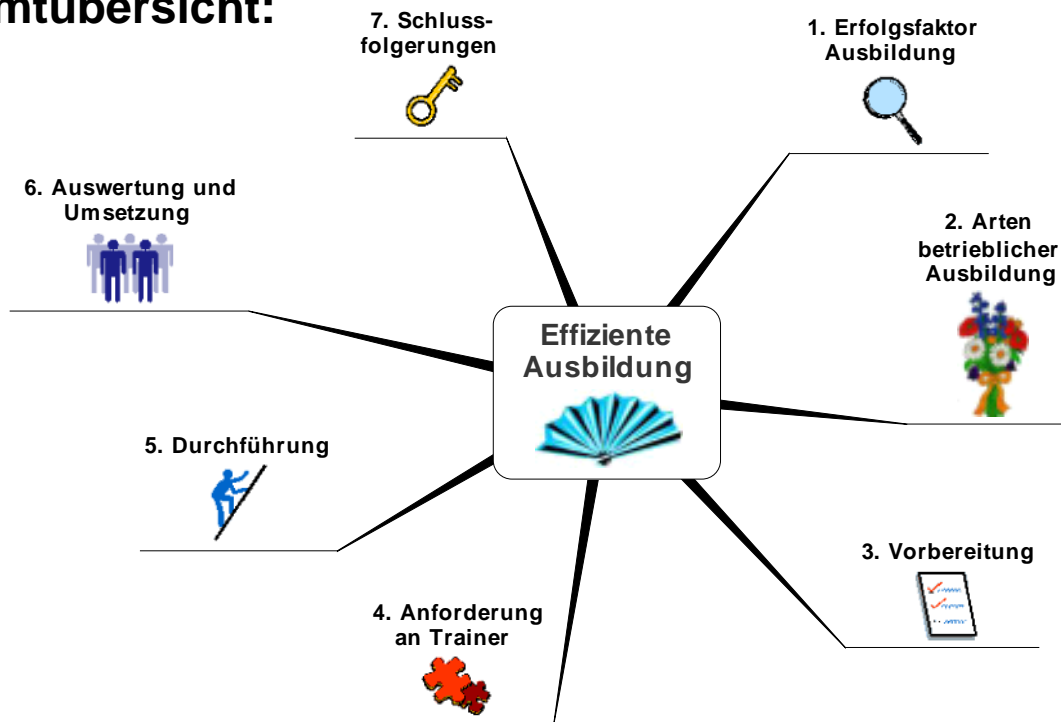 mtübersicht:
7. Schluss-
folgerungen
1. Erfolgsfaktor
Ausbildung
6. Auswertung und
Umsetzung
2. Arten
betrieblicher
Ausbildung
Effiziente
Ausbildung
5. Durchführung
3. Vorbereitung
4. Anforderung
an Trainer